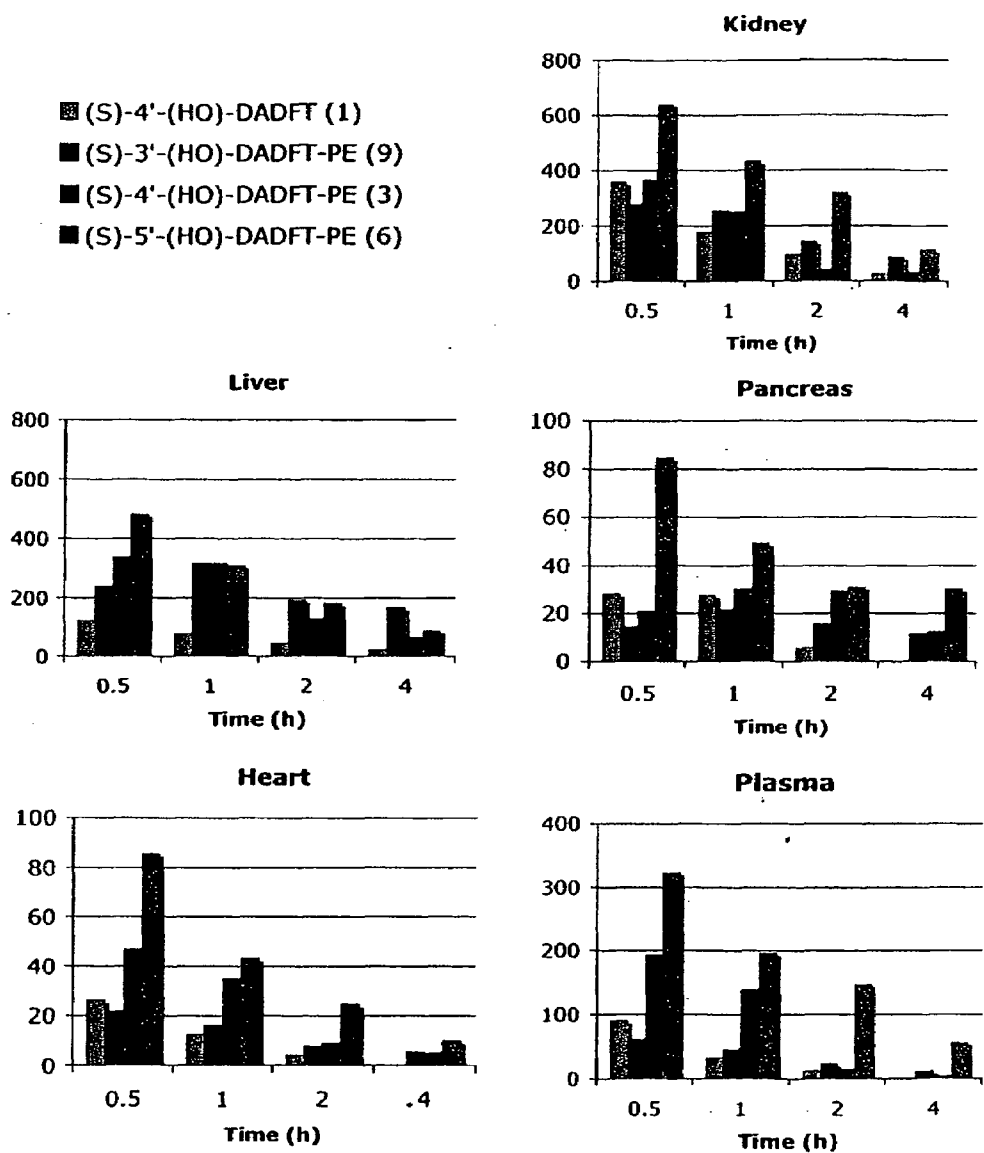 Kidney
(S)-4'-(HO)-DADFT (1)
(S)-3'-(HO)-DADFT-PE (9)
(S)-4'-(HO)-DADFT-PE (3)
(S)-5'-(HO)-DADFT-PE (6)
800
600
400
200
0
0.5 1 2 4
Time (h)
Liver
800
600
400
200
0
0.5 1 2 4
Time (h)
Pancreas
100
80
60
40
20
0
0.5 1 2 4
Time (h)
Heart
100
80
60
40
20
0
0.5 1 2 .4
Time (h)
Plasma
400
300
200
100
0
0.5 1 2 4
Time (h)